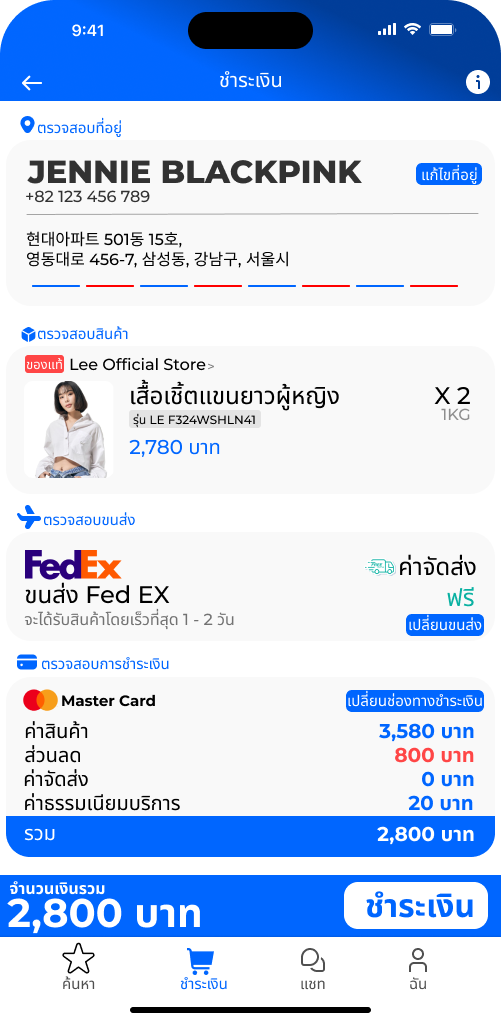 9:41
ชำระเงิน
ตรวจสอบที่อยู่
JENNIE BLACKPINK
แก้ไขที่อยู่
+82 123 456 789
현대아파트 501동 15호,
영동대로 456-7, 삼성동, 강남구, 서울시
ตรวจสอบสินค้า
ของแท้ Lee Official Store>
เสื้อเชิ้ตแขนยาวผู้หญิง X 2
รุ่น LE F324WSHLN41 1KG
2,780 บาท
ตรวจสอบขนส่ง
FedEx ค่าจัดส่ง
ขนส่ง Fed EX ฟรี
จะได้รับสินค้าโดยเร็วที่สุด 1 - 2 วัน เปลี่ยนขนส่ง
ตรวจสอบการชำระเงิน
Master Card เปลี่ยนช่องทางชำระเงิน
ค่าสินค้า 3,580 บาท
ส่วนลด 800 บาท
ค่าจัดส่ง 0 บาท
ค่าธรรมเนียมบริการ 20 บาท
รวม 2,800 บาท
จำนวนเงินรวม
2,800 บาท ชำระเงิน
ค้นหา ชำระเงิน แชท ฉัน